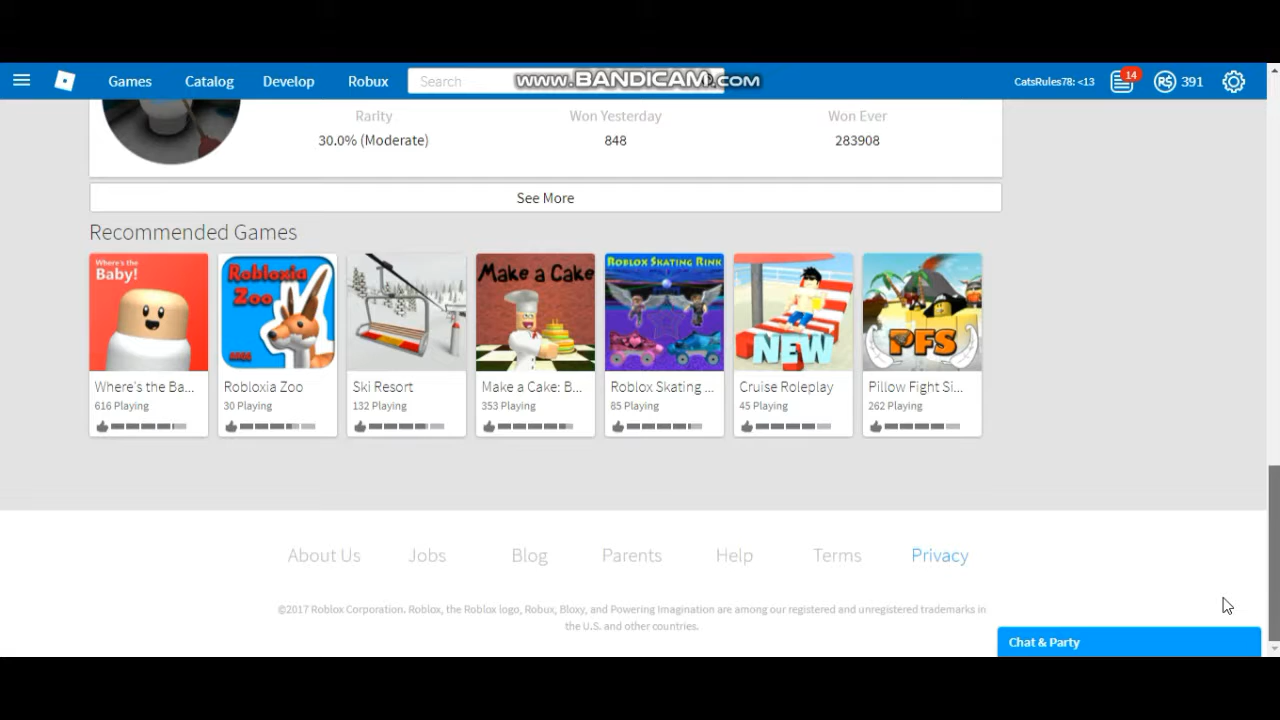 Games Catalog Develop Robux Search www.BANDICAM.com CatsRules78: <13 14 R$ 391
Rarity Won Yesterday Won Ever
30.0% (Moderate) 848 283908
See More
Recommended Games
Where's the
Baby!
Robloxia
Zoo
Make a Cake
ROBLOX SKATING RINK
NEW
PFS
Where's the Ba... Robloxia Zoo Ski Resort Make a Cake: B... Roblox Skating ... Cruise Roleplay Pillow Fight Si...
616 Playing 30 Playing 132 Playing 353 Playing 85 Playing 45 Playing 262 Playing
About Us Jobs Blog Parents Help Terms Privacy
©2017 Roblox Corporation. Roblox, the Roblox logo, Robux, Bloxy, and Powering Imagination are among our registered and unregistered trademarks in
the U.S. and other countries.
Chat & Party